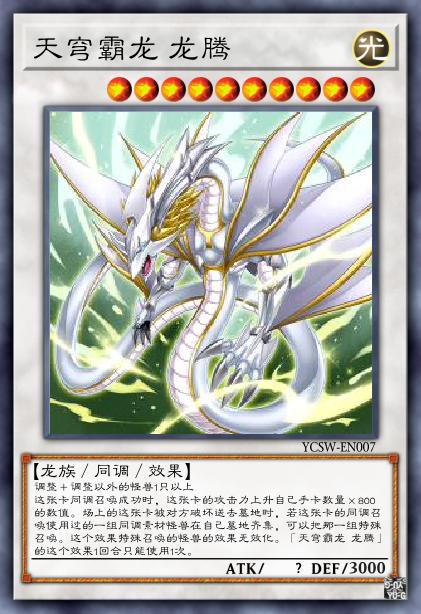 天穹霸龙 龙腾
光
YCSW-EN007
【龙族／同调／效果】
调整＋调整以外的怪兽1只以上
这张卡同调召唤成功时，这张卡的攻击力上升自己手卡数量×800
的数值。场上的这张卡被对方破坏送去墓地时，若这张卡的同调召
唤使用过的一组同调素材怪兽在自己墓地齐集，可以把那一组特殊
召唤。这个效果特殊召唤的怪兽的效果无效化。「天穹霸龙 龙腾」
的这个效果1回合只能使用1次。
ATK/ ? DEF/3000